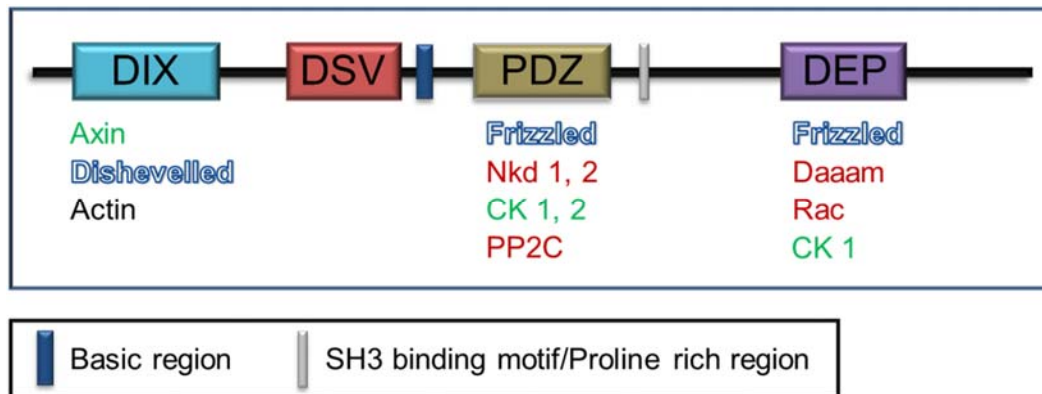 DIX DSV PDZ DEP
Axin Frizzled Frizzled
Dishevelled Nkd 1, 2 Daaam
Actin CK 1, 2 Rac
PP2C CK 1
Basic region SH3 binding motif/Proline rich region